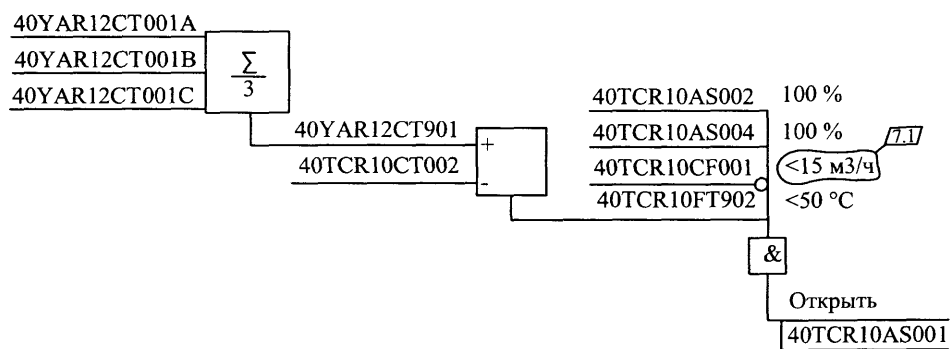 40YAR12CT001A
40YAR12CT001B
40YAR12CT001C
∑
3
40YAR12CT901
40TCR10CT002
+
-
40TCR10AS002 100 %
40TCR10AS004 100 %
7.1
40TCR10CF001 <15 м3/ч
40TCR10FT902 <50 °C
&
Открыть
40TCR10AS001